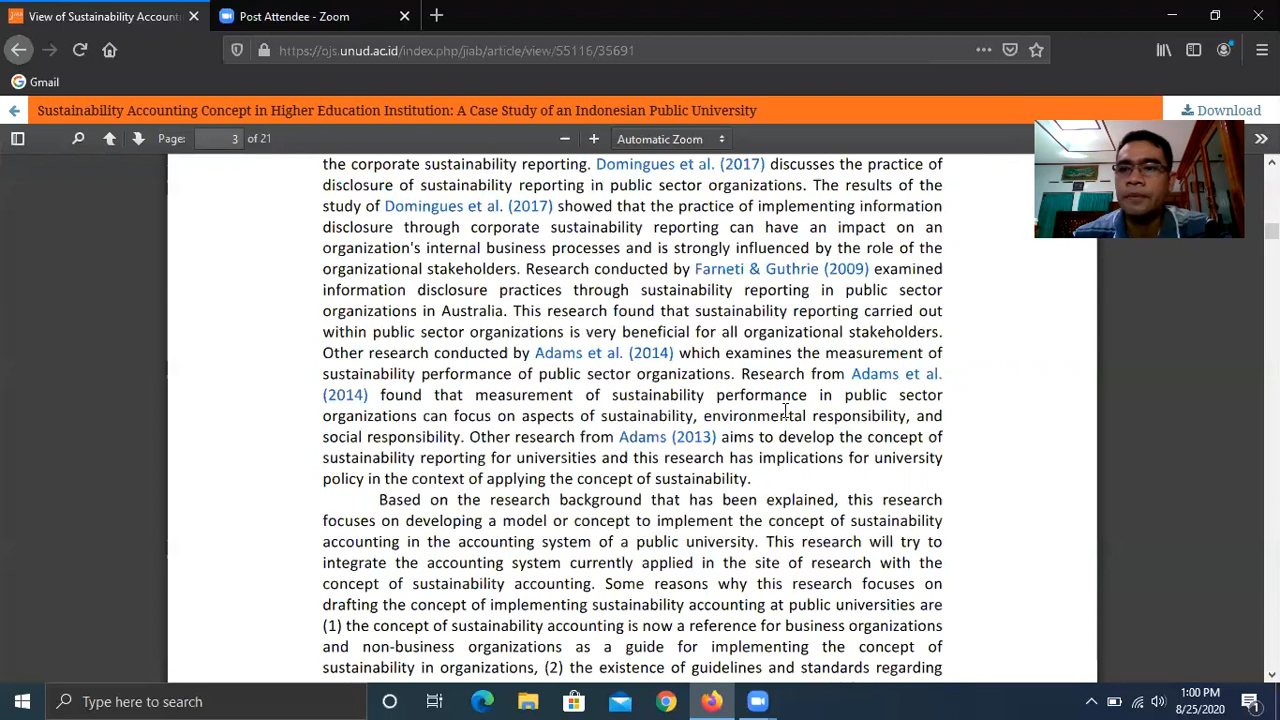 View of Sustainability Account
Post Attendee - Zoom
https://ojs.unud.ac.id/index.php/jiab/article/view/55116/35691
Gmail
Sustainability Accounting Concept in Higher Education Institution: A Case Study of an Indonesian Public University
Download
Page:
3
of 21
Automatic Zoom
the corporate sustainability reporting. Domingues et al. (2017) discusses the practice of
disclosure of sustainability reporting in public sector organizations. The results of the
study of Domingues et al. (2017) showed that the practice of implementing information
disclosure through corporate sustainability reporting can have an impact on an
organization's internal business processes and is strongly influenced by the role of the
organizational stakeholders. Research conducted by Farneti & Guthrie (2009) examined
information disclosure practices through sustainability reporting in public sector
organizations in Australia. This research found that sustainability reporting carried out
within public sector organizations is very beneficial for all organizational stakeholders.
Other research conducted by Adams et al. (2014) which examines the measurement of
sustainability performance of public sector organizations. Research from Adams et al.
(2014) found that measurement of sustainability performance in public sector
organizations can focus on aspects of sustainability, environmental responsibility, and
social responsibility. Other research from Adams (2013) aims to develop the concept of
sustainability reporting for universities and this research has implications for university
policy in the context of applying the concept of sustainability.
Based on the research background that has been explained, this research
focuses on developing a model or concept to implement the concept of sustainability
accounting in the accounting system of a public university. This research will try to
integrate the accounting system currently applied in the site of research with the
concept of sustainability accounting. Some reasons why this research focuses on
drafting the concept of implementing sustainability accounting at public universities are
(1) the concept of sustainability accounting is now a reference for business organizations
and non-business organizations as a guide for implementing the concept of
sustainability in organizations, (2) the existence of guidelines and standards regarding
Type here to search
1:00 PM
8/25/2020